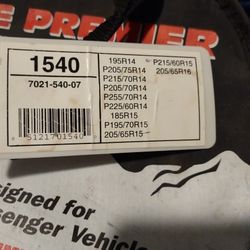 E PREMIER
1540
7021-540-07
5121701540
195R14
P205/75R14
P215/70R14
P205/70R14
P255/70R14
P225/60R14
185R15
P195/70R15
205/65R15
P215/60R15
205/65R16
signed for
senger Vehicle